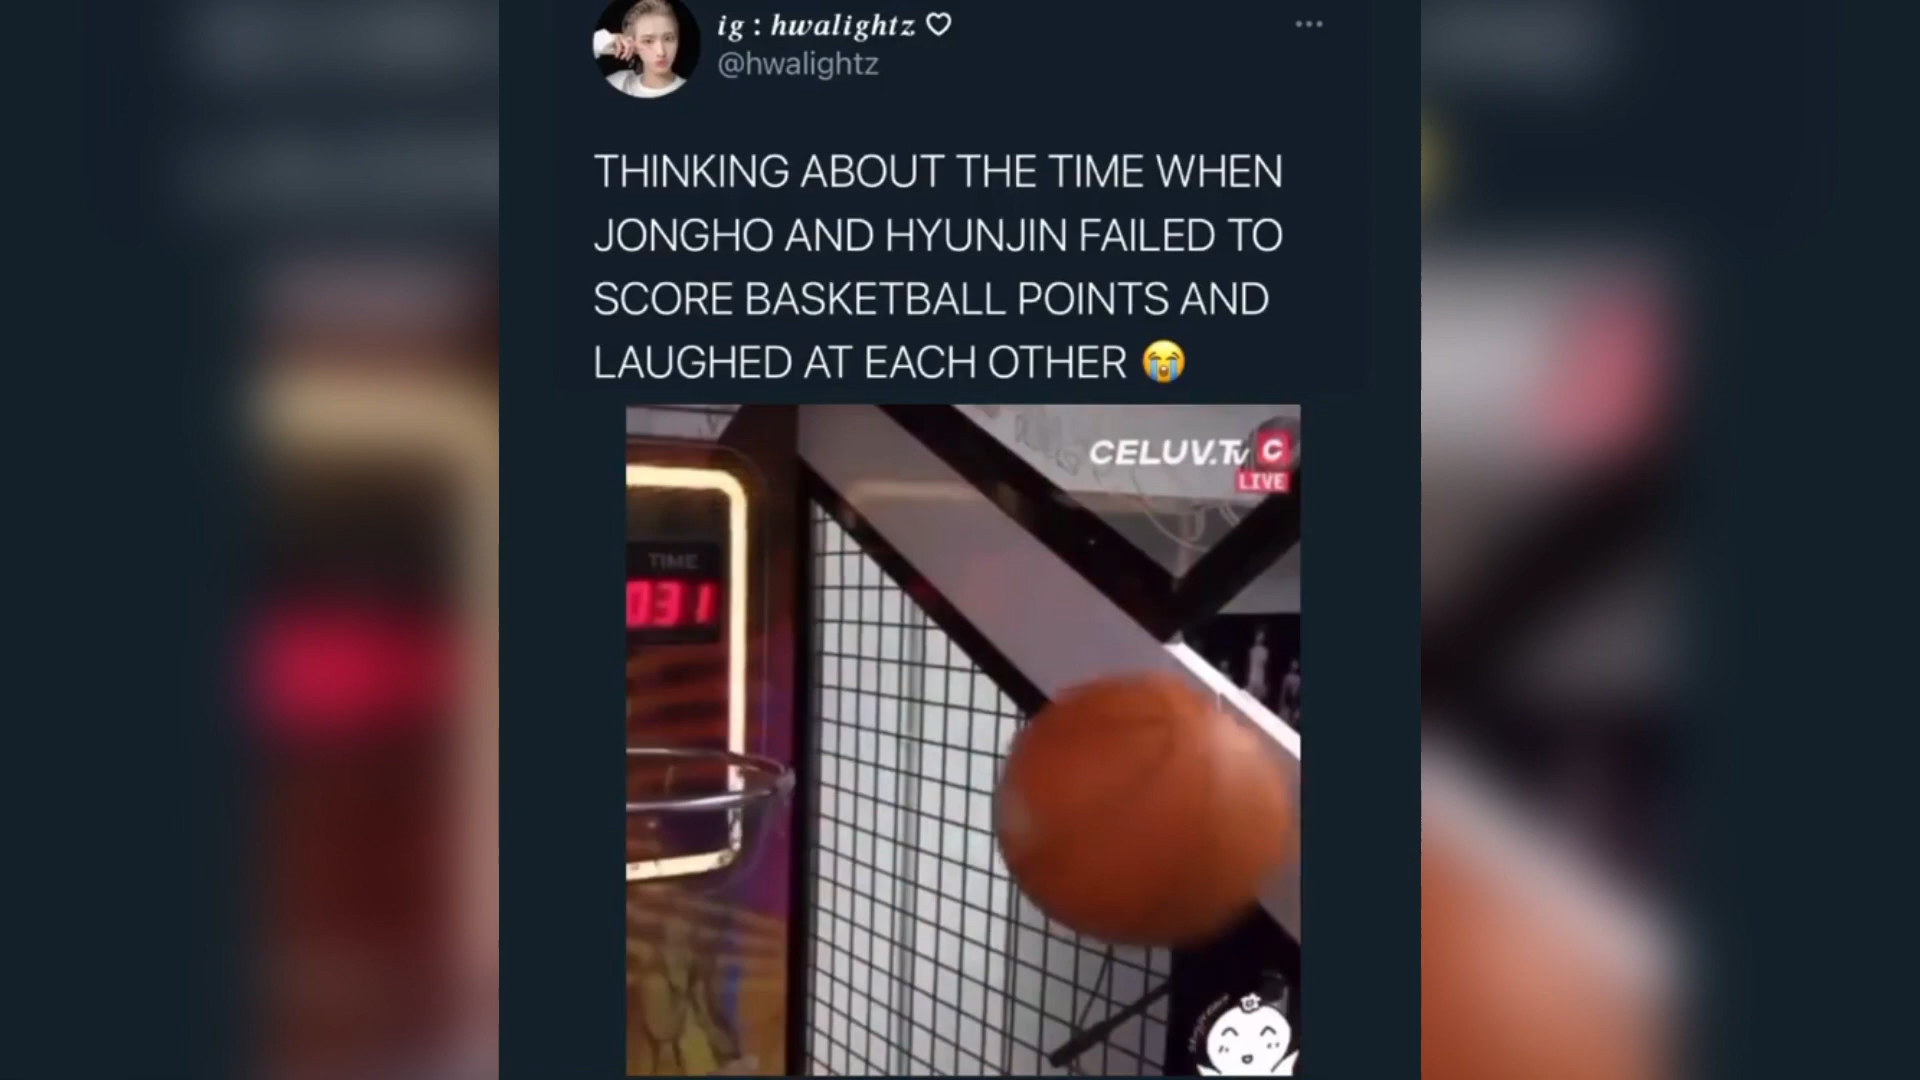 ig : hwalightz ♡
@hwalightz
THINKING ABOUT THE TIME WHEN
JONGHO AND HYUNJIN FAILED TO
SCORE BASKETBALL POINTS AND
LAUGHED AT EACH OTHER 😭
CELUV.TV C
LIVE
TIME
031